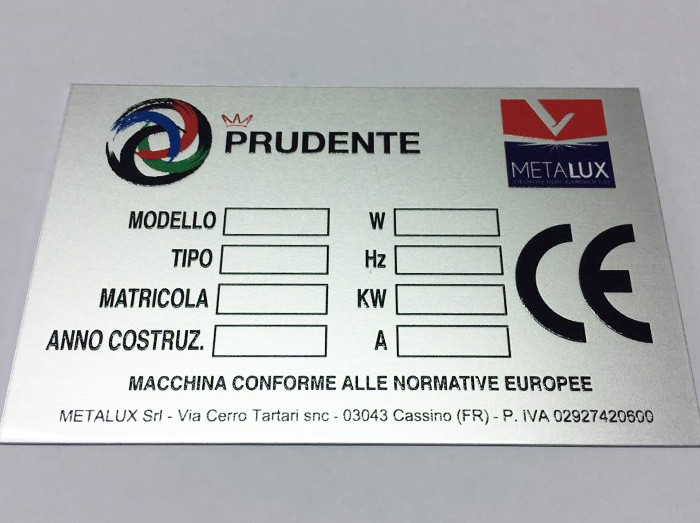 PRUDENTE
METALUX
MODELLO W
TIPO Hz
MATRICOLA KW
ANNO COSTRUZ. A
CE
MACCHINA CONFORME ALLE NORMATIVE EUROPEE
METALUX Srl - Via Cerro Tartari snc - 03043 Cassino (FR) - P. iVA 02927420600